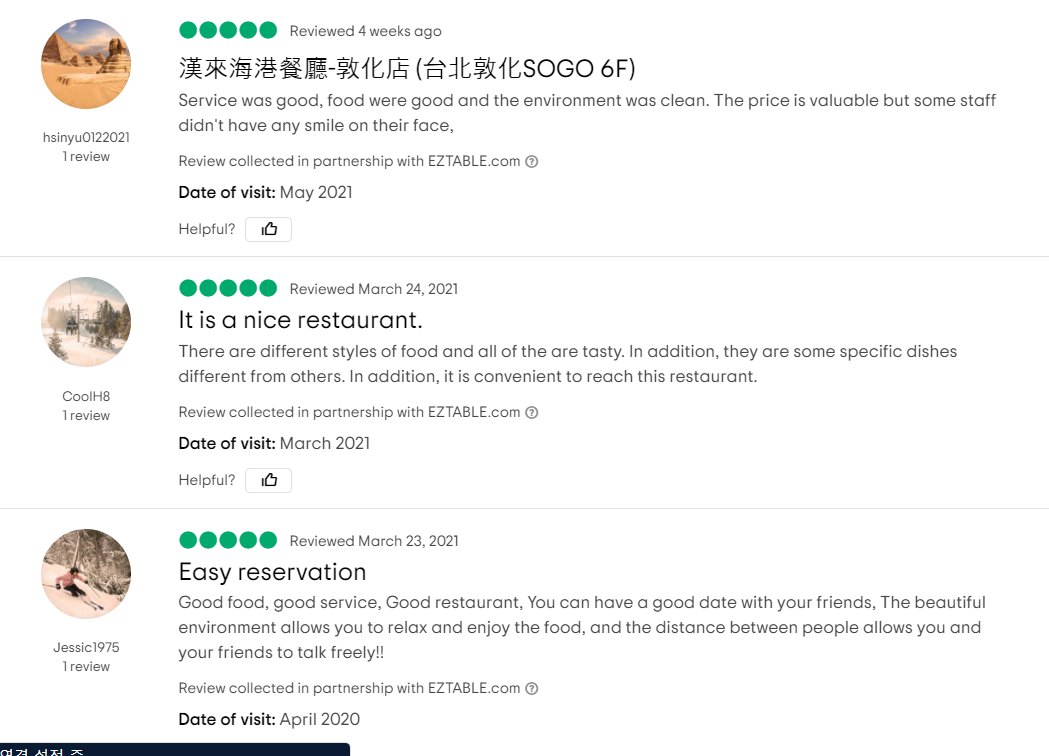 Reviewed 4 weeks ago
漢來海港餐廳-敦化店 (台北敦化SOGO 6F)
Service was good, food were good and the environment was clean. The price is valuable but some staff
didn't have any smile on their face,
hsinyu0122021
1 review
Review collected in partnership with EZTABLE.com
Date of visit: May 2021
Helpful?
Reviewed March 24, 2021
It is a nice restaurant.
There are different styles of food and all of the are tasty. In addition, they are some specific dishes
different from others. In addition, it is convenient to reach this restaurant.
CoolH8
1 review
Review collected in partnership with EZTABLE.com
Date of visit: March 2021
Helpful?
Reviewed March 23, 2021
Easy reservation
Good food, good service, Good restaurant, You can have a good date with your friends, The beautiful
environment allows you to relax and enjoy the food, and the distance between people allows you and
your friends to talk freely!!
Jessic1975
1 review
Review collected in partnership with EZTABLE.com
Date of visit: April 2020